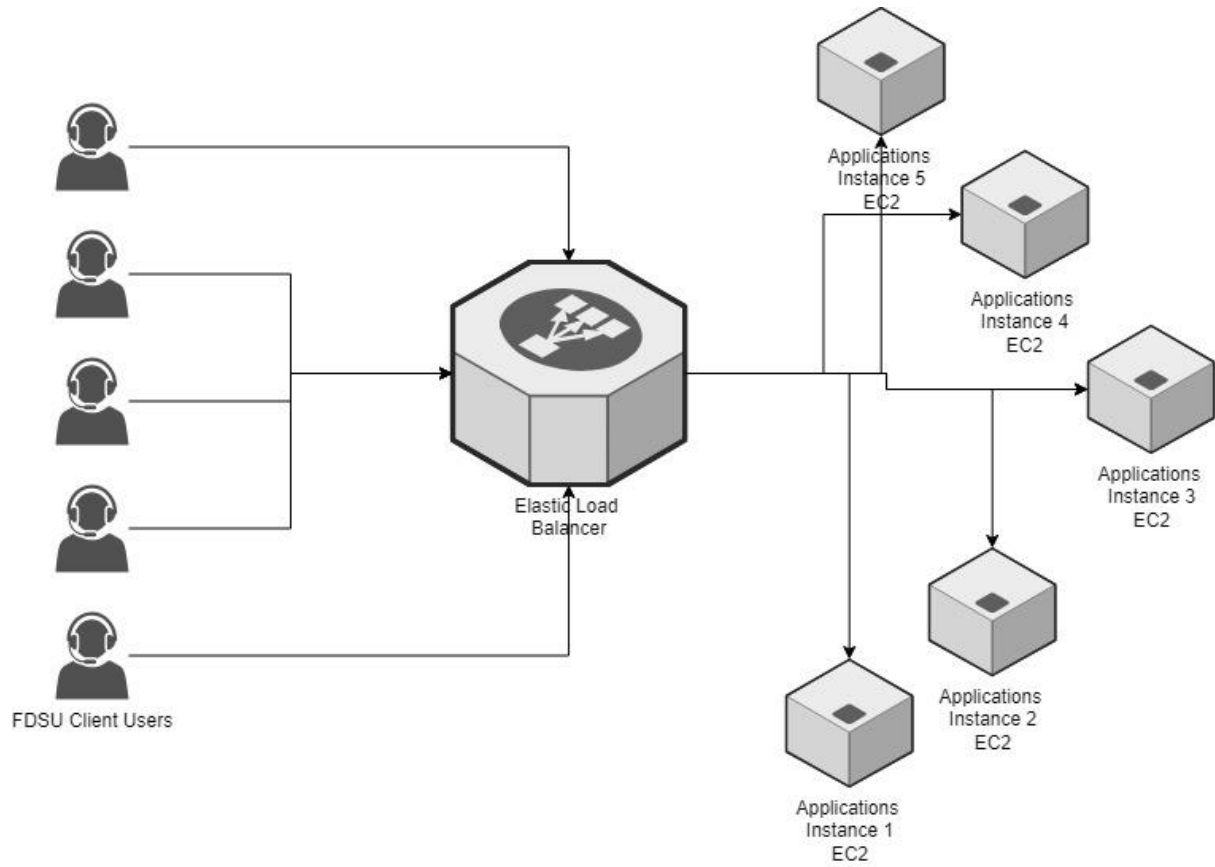 Applications
Instance 5
EC2
Applications
Instance 4
EC2
Applications
Instance 3
EC2
Elastic Load
Balancer
Applications
Instance 2
EC2
FDSU Client Users
Applications
Instance 1
EC2